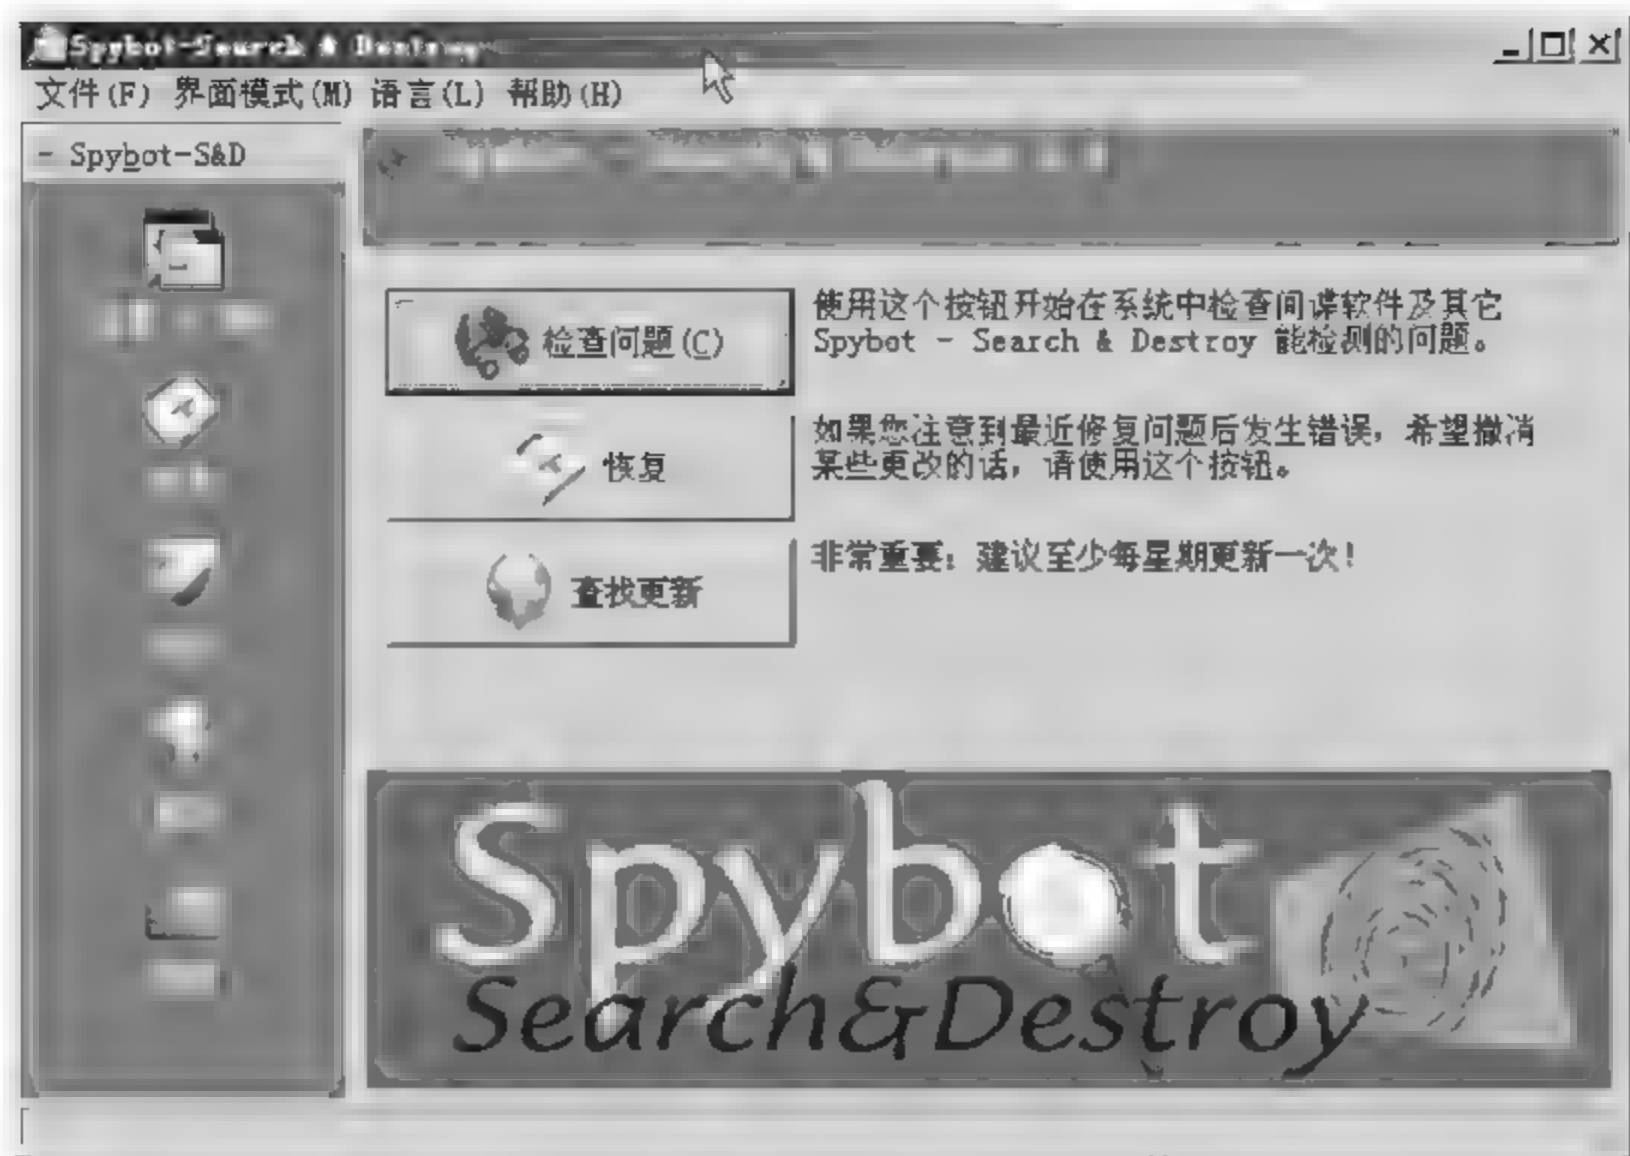 Spybot-Search & Destroy
文件(F) 界面模式(M) 语言(L) 帮助(H)
- Spybot-S&D
检查问题(C)
使用这个按钮开始在系统中检查间谍软件及其它
Spybot - Search & Destroy 能检测的问题。
恢复
如果您注意到最近修复问题后发生错误，希望撤消
某些更改的话，请使用这个按钮。
查找更新
非常重要：建议至少每星期更新一次！
Spybot
Search&Destroy